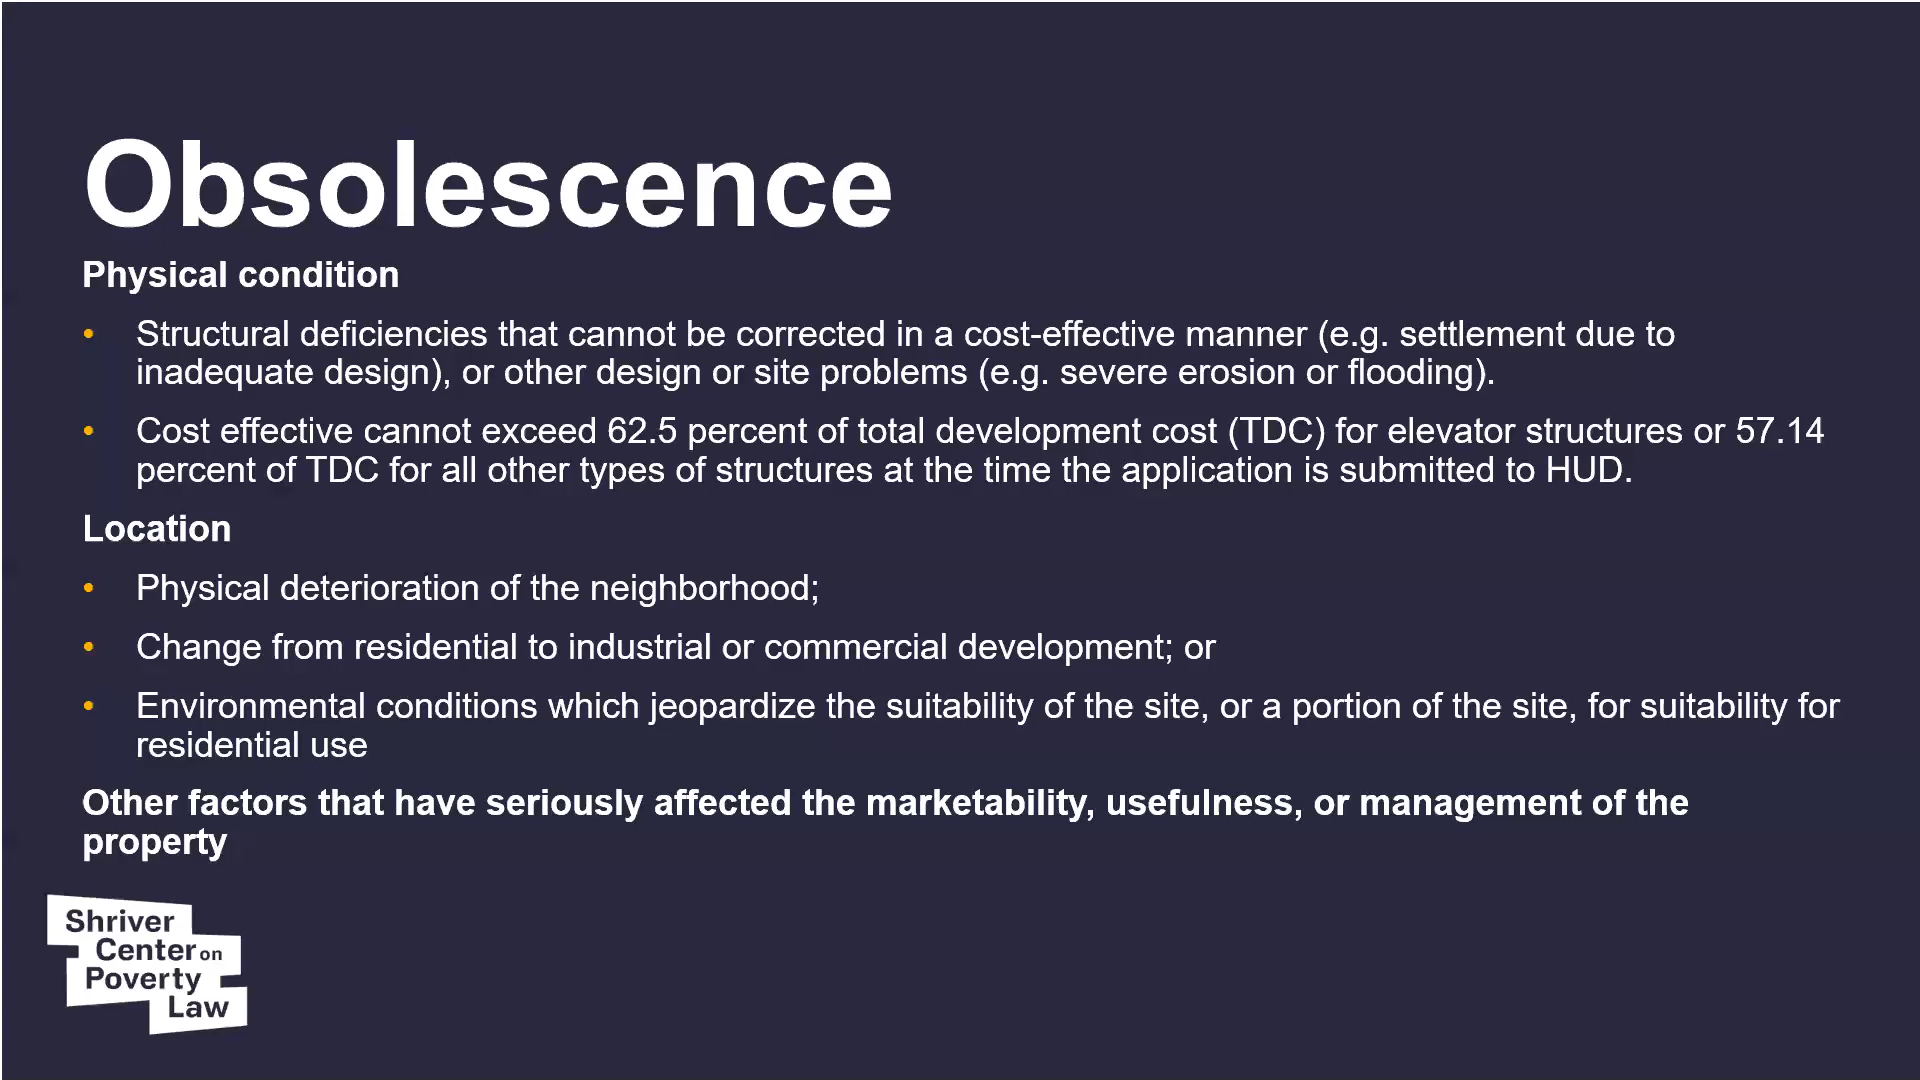 Obsolescence
Physical condition
• Structural deficiencies that cannot be corrected in a cost-effective manner (e.g. settlement due to
inadequate design), or other design or site problems (e.g. severe erosion or flooding).
• Cost effective cannot exceed 62.5 percent of total development cost (TDC) for elevator structures or 57.14
percent of TDC for all other types of structures at the time the application is submitted to HUD.
Location
• Physical deterioration of the neighborhood;
• Change from residential to industrial or commercial development; or
• Environmental conditions which jeopardize the suitability of the site, or a portion of the site, for suitability for
residential use
Other factors that have seriously affected the marketability, usefulness, or management of the
property
Shriver
Center on
Poverty
Law